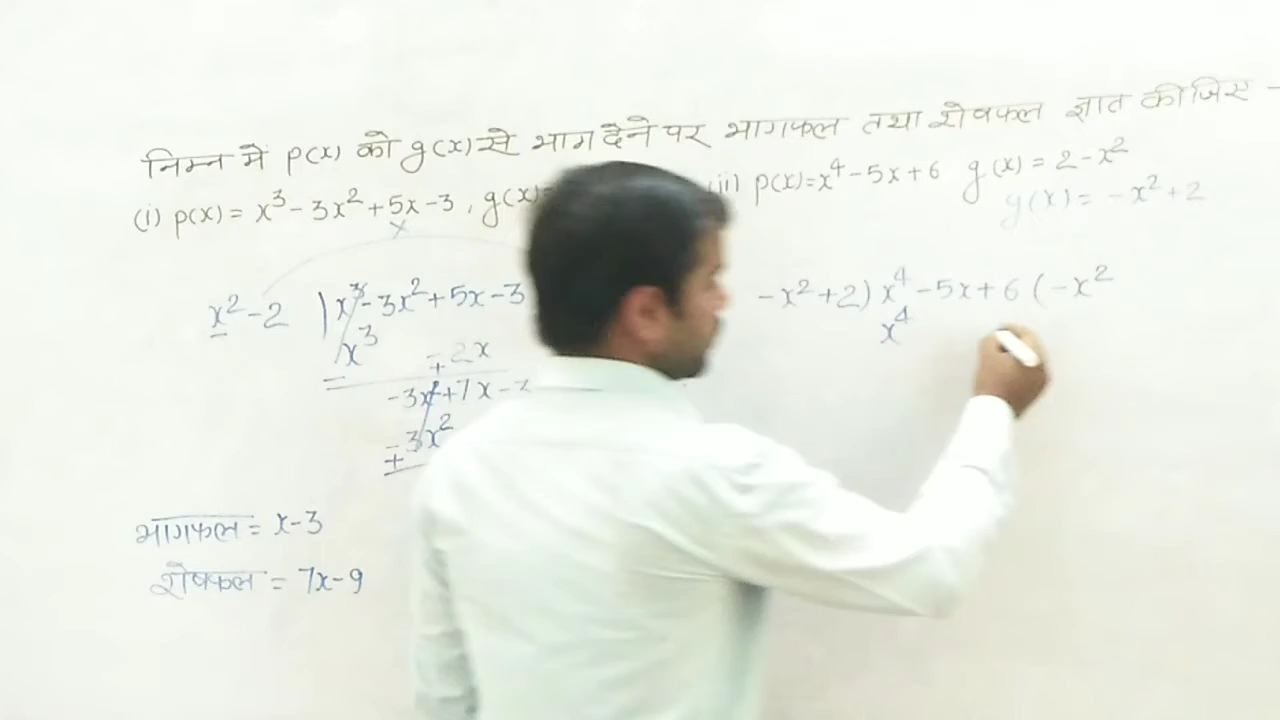 निम्न में p(x) को g(x) से भाग देने पर भागफल तथा शेषफल ज्ञात कीजिए -
(i) p(x) = x³ - 3x² + 5x - 3 , g(x) =
(ii) p(x) = x⁴ - 5x + 6 g(x) = 2 - x²
g(x) = - x² + 2
x² - 2 ) x³ - 3x² + 5x - 3
x³
- 2x
+
- 3x² + 7x -
- 3x²
+
भागफल = x - 3
शेषफल = 7x - 9
- x² + 2 ) x⁴ - 5x + 6 ( - x²
x⁴